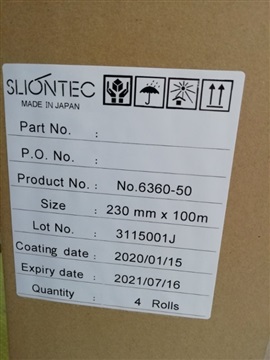 SLIONTEC
MADE IN JAPAN
Part No. :
P.O. No. :
Product No. : No.6360-50
Size : 230 mm x 100m
Lot No. : 3115001J
Coating date : 2020/01/15
Expiry date : 2021/07/16
Quantity : 4 Rolls